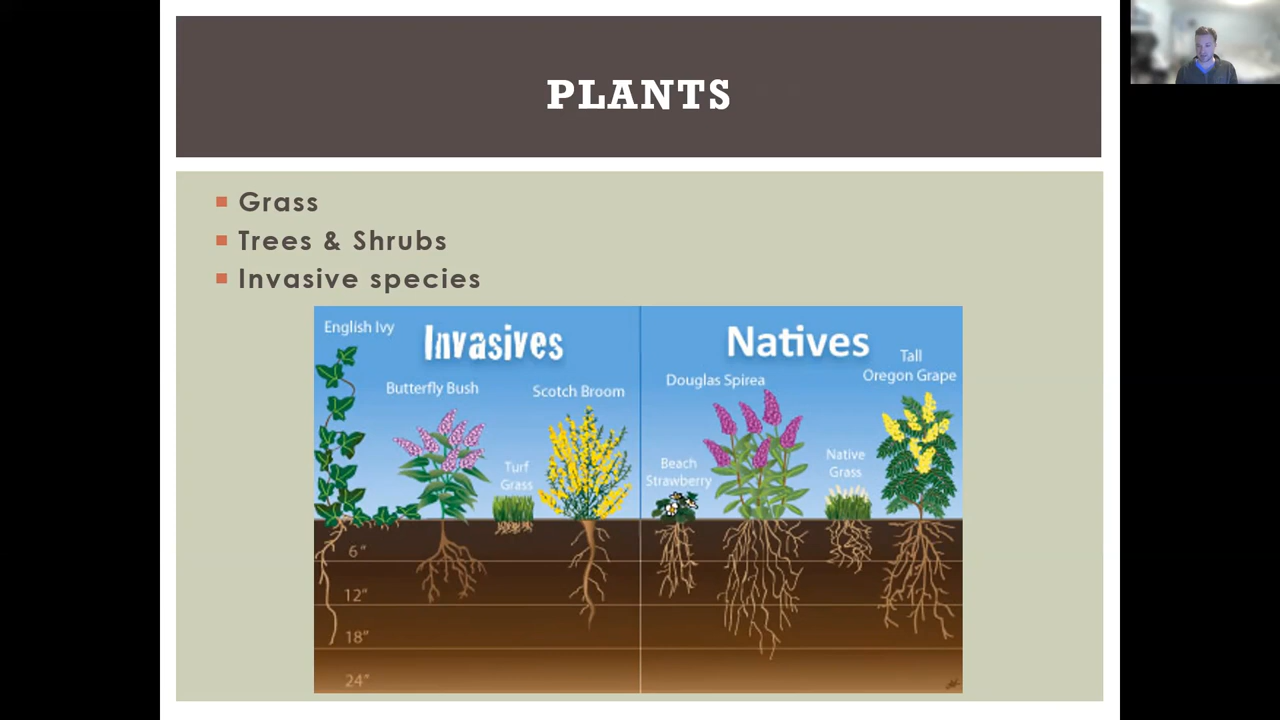 PLANTS
Grass
Trees & Shrubs
Invasive species
English Ivy
Invasives
Butterfly Bush
Scotch Broom
Turf
Grass
Natives
Tall
Oregon Grape
Douglas Spirea
Beach
Strawberry
Native
Grass
6"
12"
18"
24"